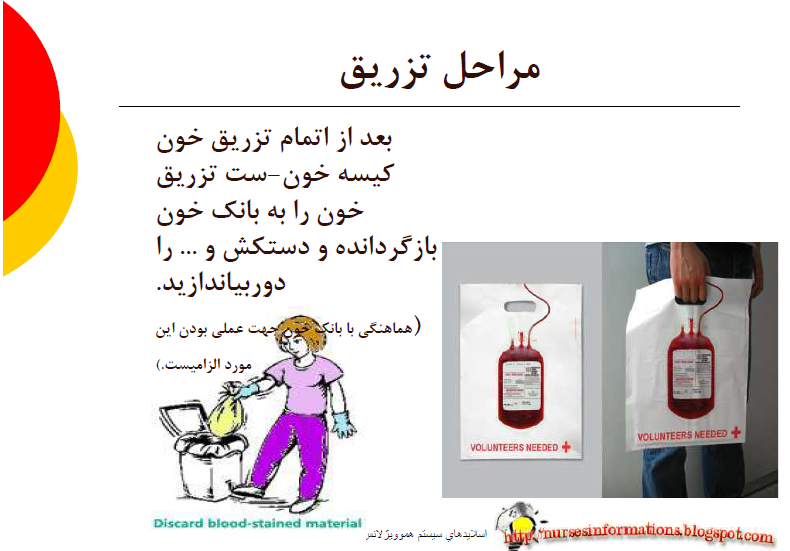 مراحل تزریق
بعد از اتمام تزریق خون
کیسه خون-ست تزریق
خون را به بانک خون
بازگردانده و دستکش و ... را
دوربیاندازید.
(هماهنگی با بانک خون جهت عملی بودن این
مورد الزامیست.)
VOLUNTEERS NEEDED
VOLUNTEERS NEEDED
Discard blood-stained material
اسلایدهاي سیستم هموویژلانس
http://nursesinformations.blogspot.com